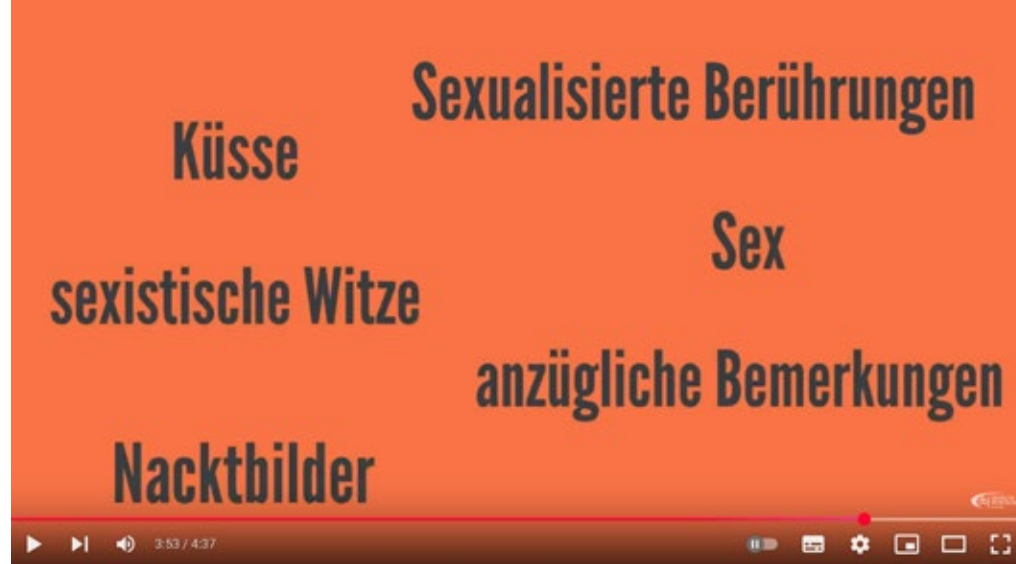 Sexualisierte Berührungen
Küsse
Sex
sexistische Witze
anzügliche Bemerkungen
Nacktbilder
3:53 / 4:37